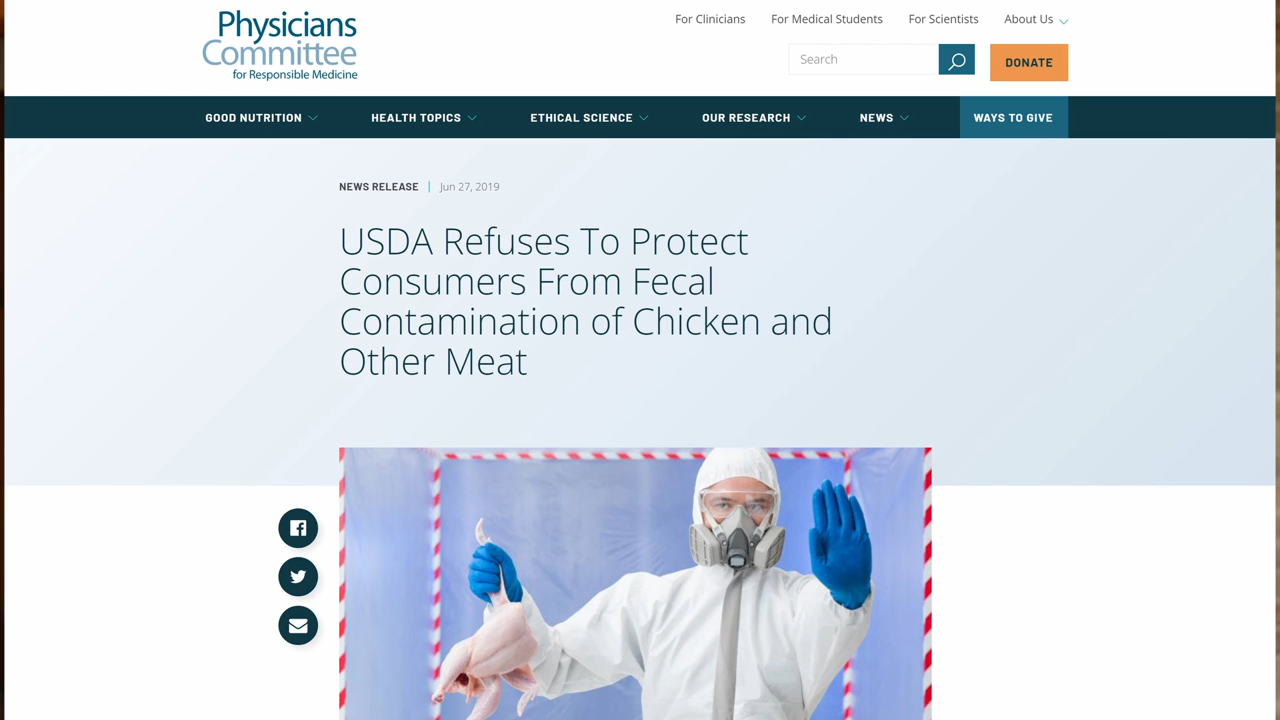 Physicians
Committee
for Responsible Medicine
For Clinicians
For Medical Students
For Scientists
About Us
Search
DONATE
GOOD NUTRITION
HEALTH TOPICS
ETHICAL SCIENCE
OUR RESEARCH
NEWS
WAYS TO GIVE
NEWS RELEASE | Jun 27, 2019
USDA Refuses To Protect
Consumers From Fecal
Contamination of Chicken and
Other Meat